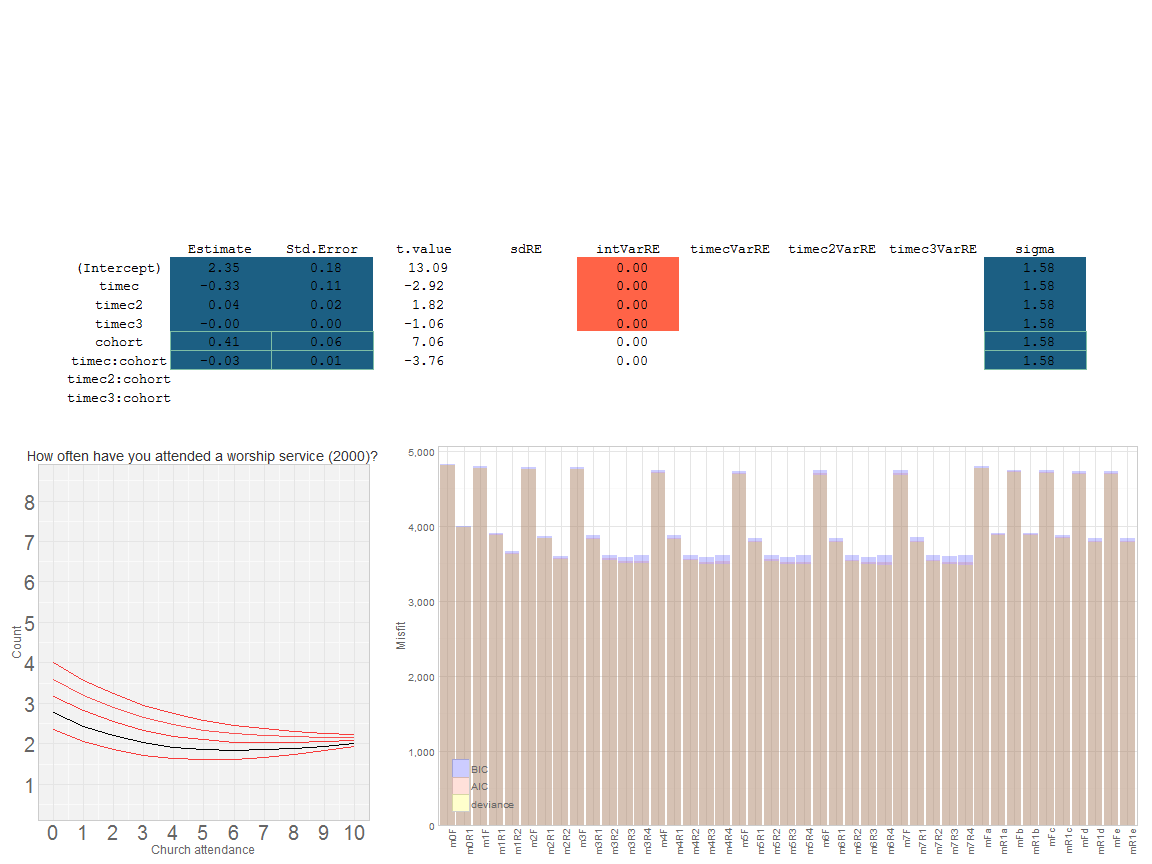 Estimate Std.Error t.value sdRE intVarRE timecVarRE timec2VarRE timec3VarRE sigma
(Intercept) 2.35 0.18 13.09 0.00 1.58
timec −0.33 0.11 −2.92 0.00 1.58
timec2 0.04 0.02 1.82 0.00 1.58
timec3 −0.00 0.00 −1.06 0.00 1.58
cohort 0.41 0.06 7.06 0.00 1.58
timec:cohort −0.03 0.01 −3.76 0.00 1.58
timec2:cohort
timec3:cohort
How often have you attended a worship service (2000)?
8
7
6
5
4
3
2
1
Count
0 1 2 3 4 5 6 7 8 9 10
Church attendance
5,000
4,000
3,000
2,000
1,000
0
Misfit
BIC
AIC
deviance
m0F m0R1 m1F m1R1 m1R2 m2F m2R1 m2R2 m3F m3R1 m3R2 m3R3 m3R4 m4F m4R1 m4R2 m4R3 m4R4 m5F m5R1 m5R2 m5R3 m5R4 m6F m6R1 m6R2 m6R3 m6R4 m7F m7R1 m7R2 m7R3 m7R4 mFa mR1a mFb mR1b mFc mR1c mFd mR1d mFe mR1e